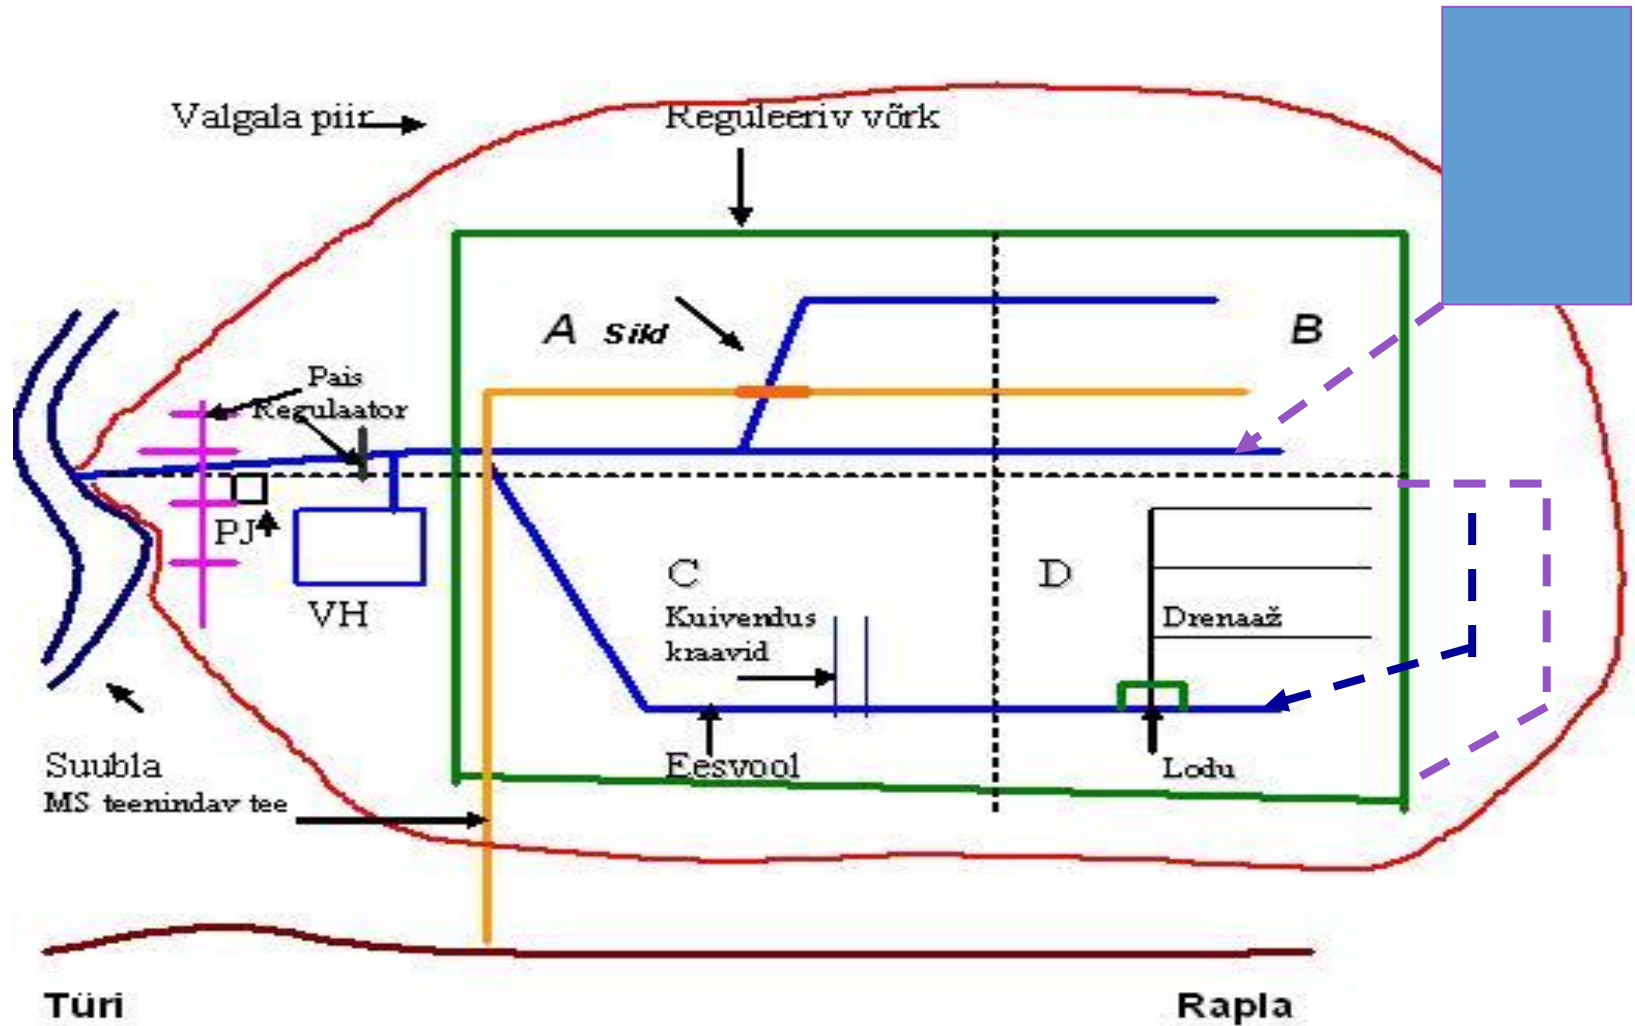 Valgala piir
Reguleeriv võrk
A
Sild
B
Pais
Regulaator
PJ
VH
C
D
Kuivendus
kraavid
Drenaaž
Eesvool
Lodu
Suubla
MS teenindav tee
Türi
Rapla